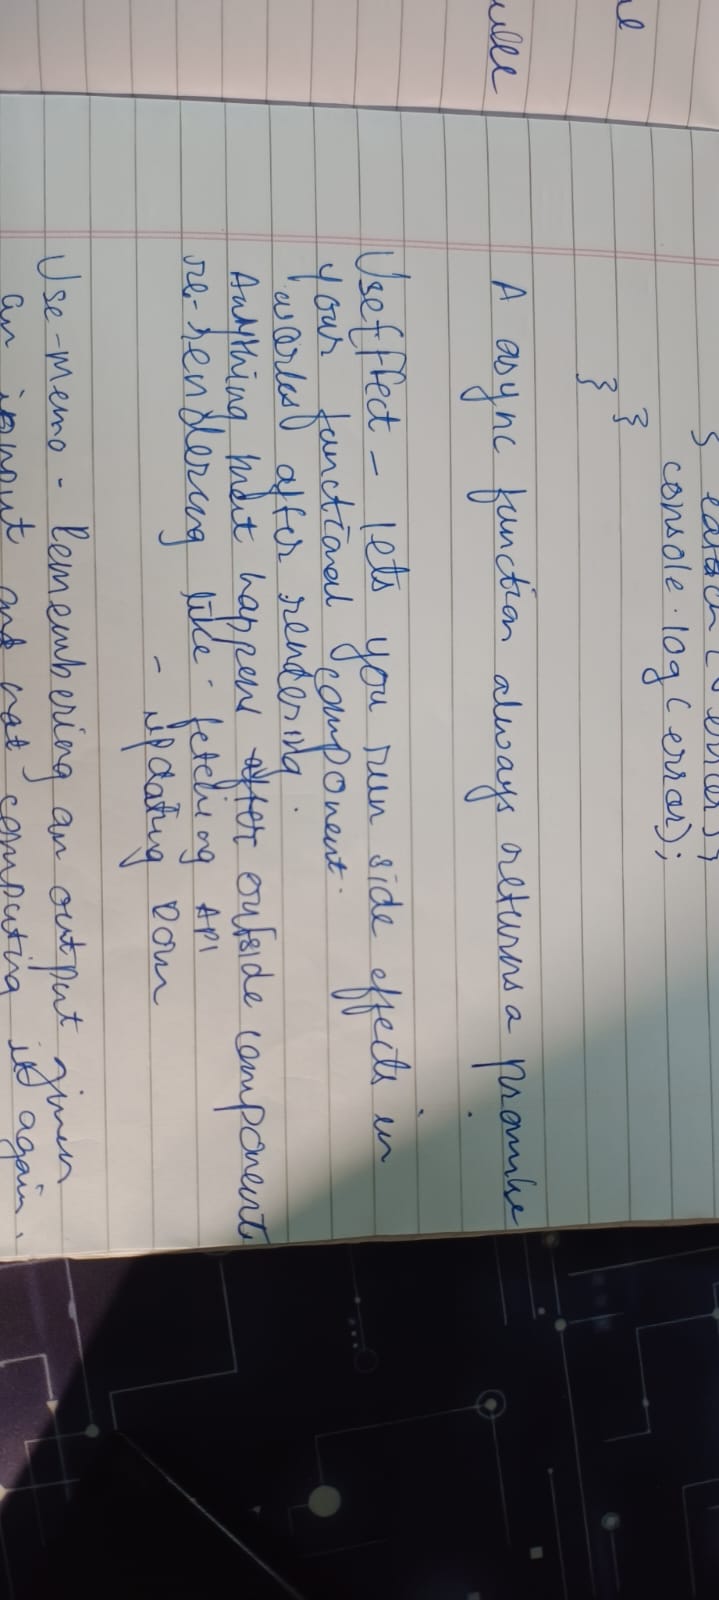 } catch (error) {
console.log(error);
}
}
A async function always returns a promise
Useffect - lets you run side effects in
your functional component.
works after rendering.
Anything that happens after outside components
re-rendering like - fetching API
- updating Dom
Use-memo - Remembering an output given
an input and not computing it again.